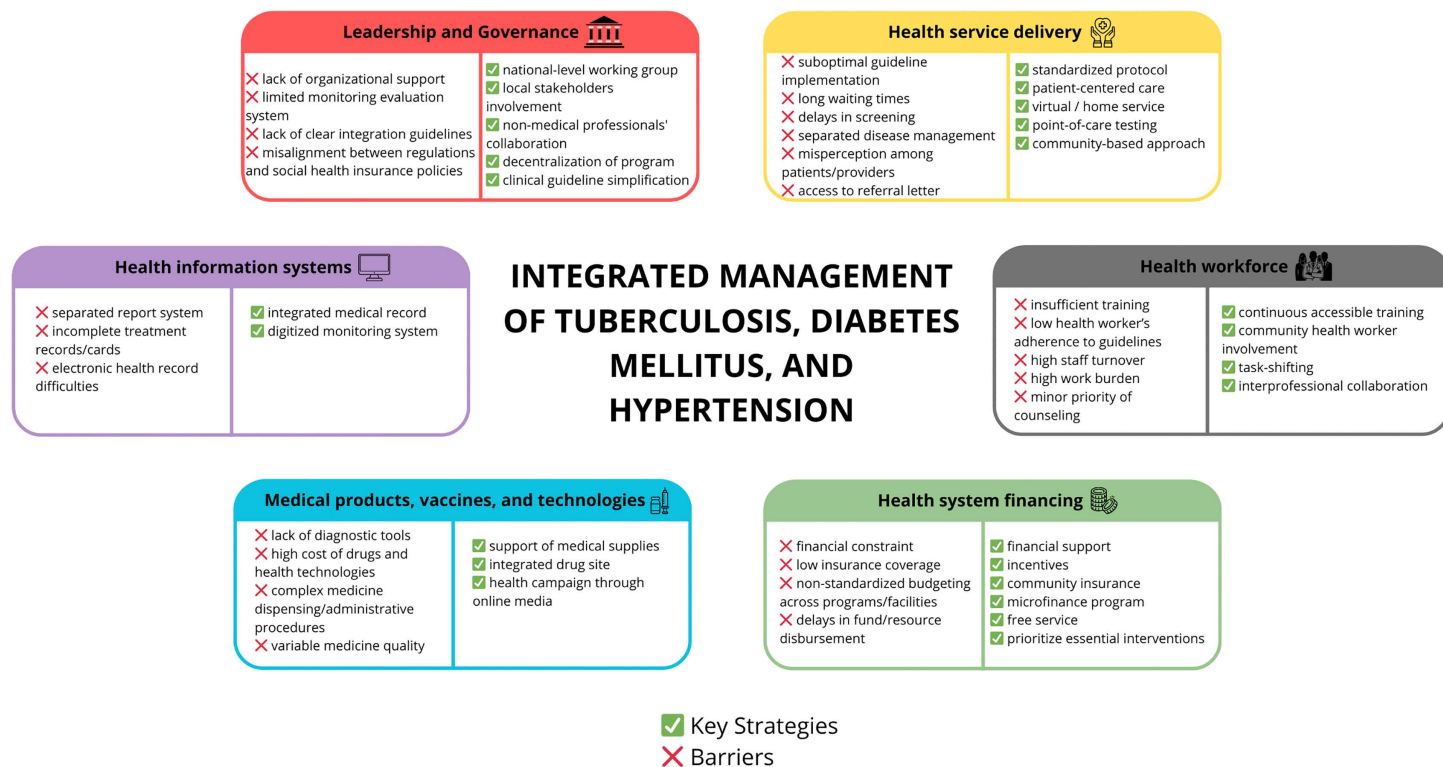 Leadership and Governance
❌ lack of organizational support
❌ limited monitoring evaluation
system
❌ lack of clear integration guidelines
❌ misalignment between regulations
and social health insurance policies
✅ national-level working group
✅ local stakeholders
involvement
✅ non-medical professionals'
collaboration
✅ decentralization of program
✅ clinical guideline simplification
Health service delivery
❌ suboptimal guideline
implementation
❌ long waiting times
❌ delays in screening
❌ separated disease management
❌ misperception among
patients/providers
❌ access to referral letter
✅ standardized protocol
✅ patient-centered care
✅ virtual / home service
✅ point-of-care testing
✅ community-based approach
Health information systems
❌ separated report system
❌ incomplete treatment
records/cards
❌ electronic health record
difficulties
✅ integrated medical record
✅ digitized monitoring system
INTEGRATED MANAGEMENT
OF TUBERCULOSIS, DIABETES
MELLITUS, AND
HYPERTENSION
Health workforce
❌ insufficient training
❌ low health worker's
adherence to guidelines
❌ high staff turnover
❌ high work burden
❌ minor priority of
counseling
✅ continuous accessible training
✅ community health worker
involvement
✅ task-shifting
✅ interprofessional collaboration
Medical products, vaccines, and technologies
❌ lack of diagnostic tools
❌ high cost of drugs and
health technologies
❌ complex medicine
dispensing/administrative
procedures
❌ variable medicine quality
✅ support of medical supplies
✅ integrated drug site
✅ health campaign through
online media
Health system financing
❌ financial constraint
❌ low insurance coverage
❌ non-standardized budgeting
across programs/facilities
❌ delays in fund/resource
disbursement
✅ financial support
✅ incentives
✅ community insurance
✅ microfinance program
✅ free service
✅ prioritize essential interventions
✅ Key Strategies
❌ Barriers